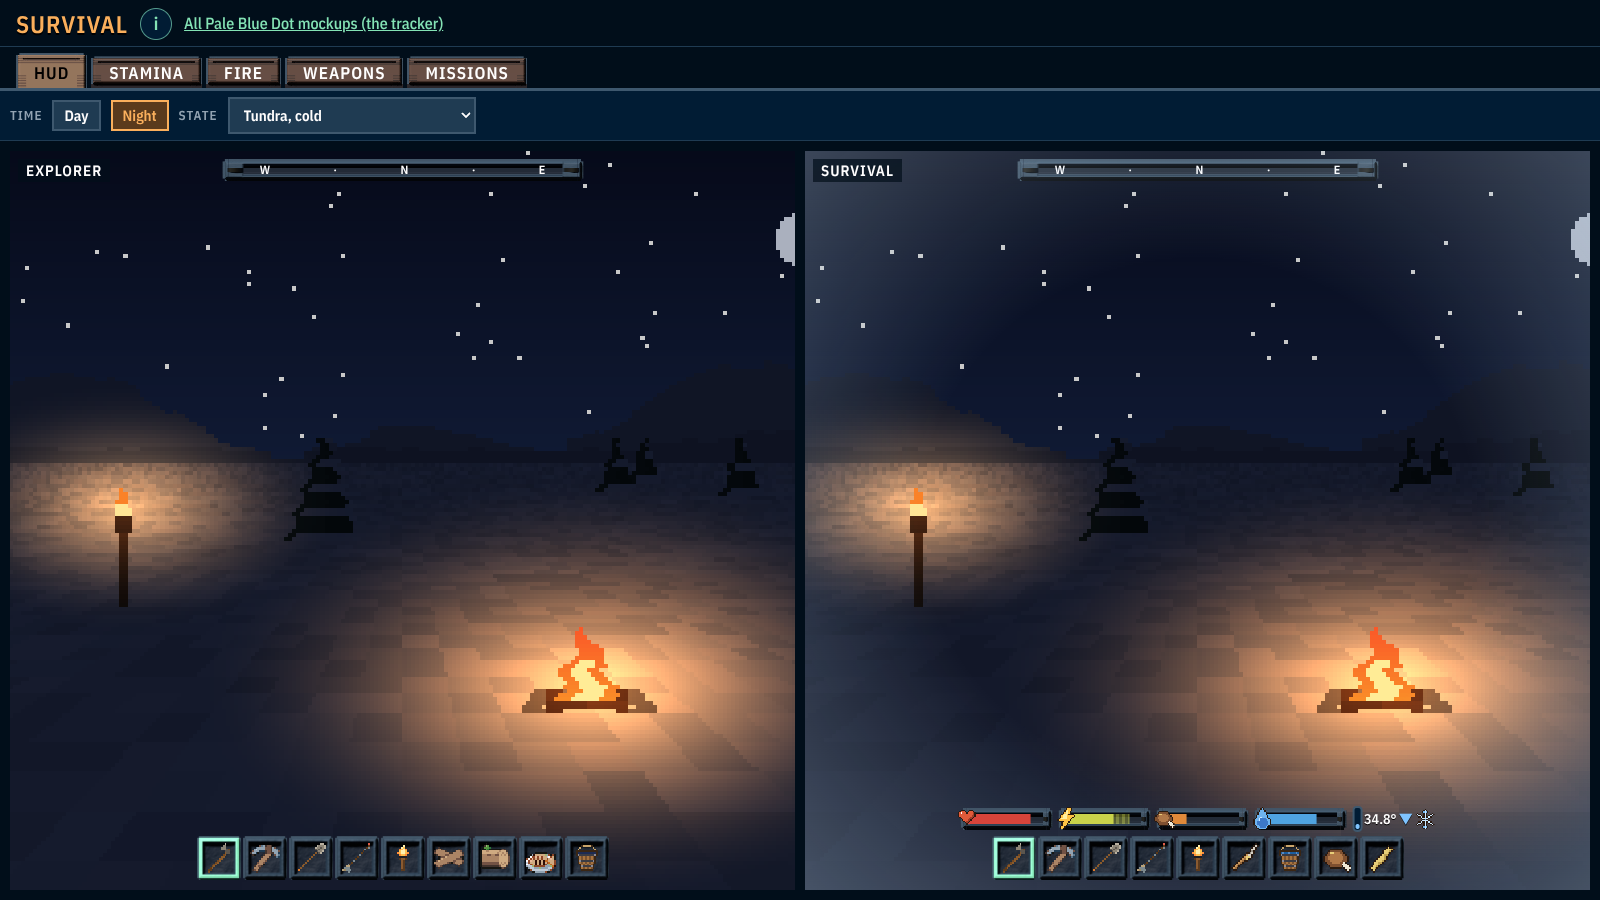 SURVIVAL i All Pale Blue Dot mockups (the tracker)
HUD STAMINA FIRE WEAPONS MISSIONS
TIME Day Night STATE Tundra, cold
EXPLORER W · N · E
SURVIVAL W · N · E
34.8°